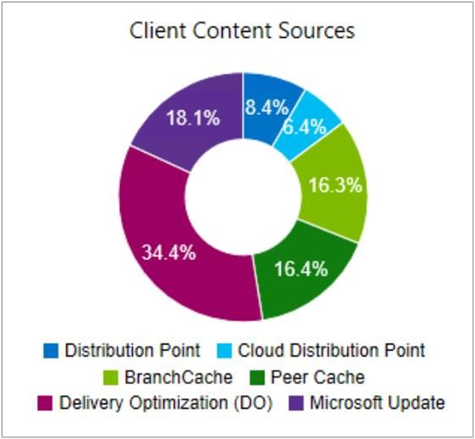 Client Content Sources
18.1%
8.4%
6.4%
16.3%
34.4%
16.4%
Distribution Point Cloud Distribution Point
BranchCache Peer Cache
Delivery Optimization (DO) Microsoft Update